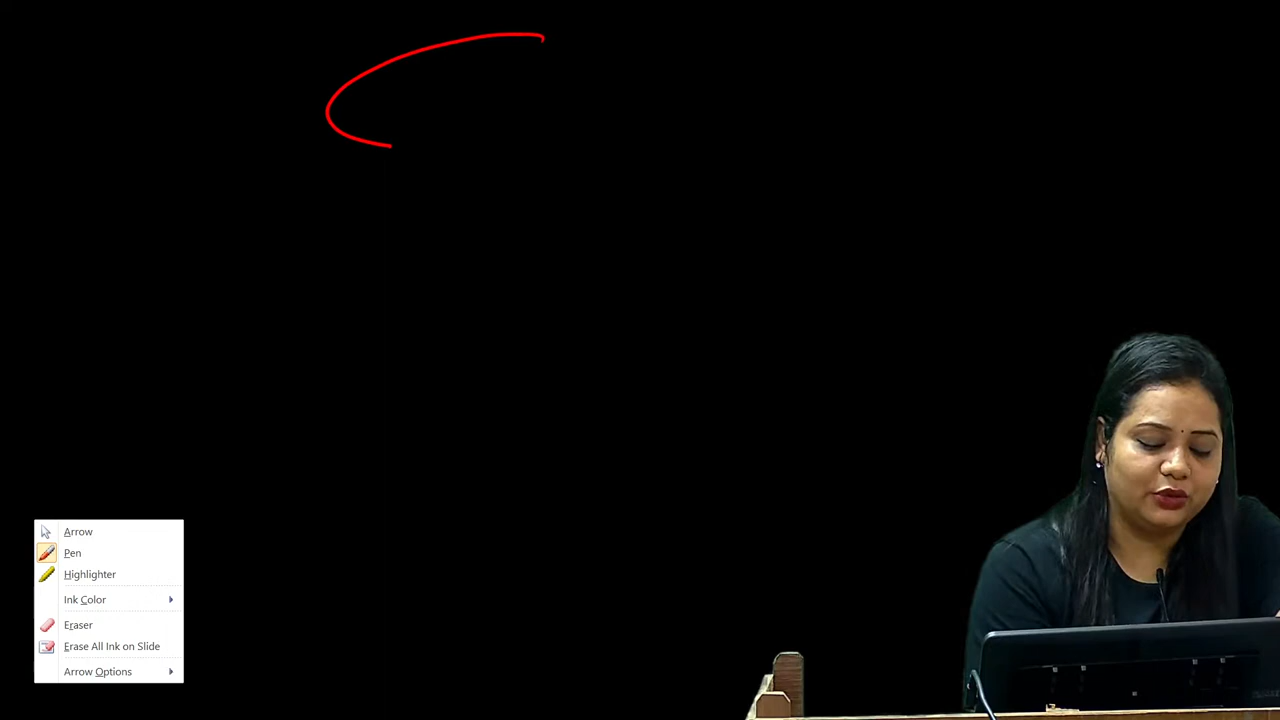 Arrow
Pen
Highlighter
Ink Color
Eraser
Erase All Ink on Slide
Arrow Options